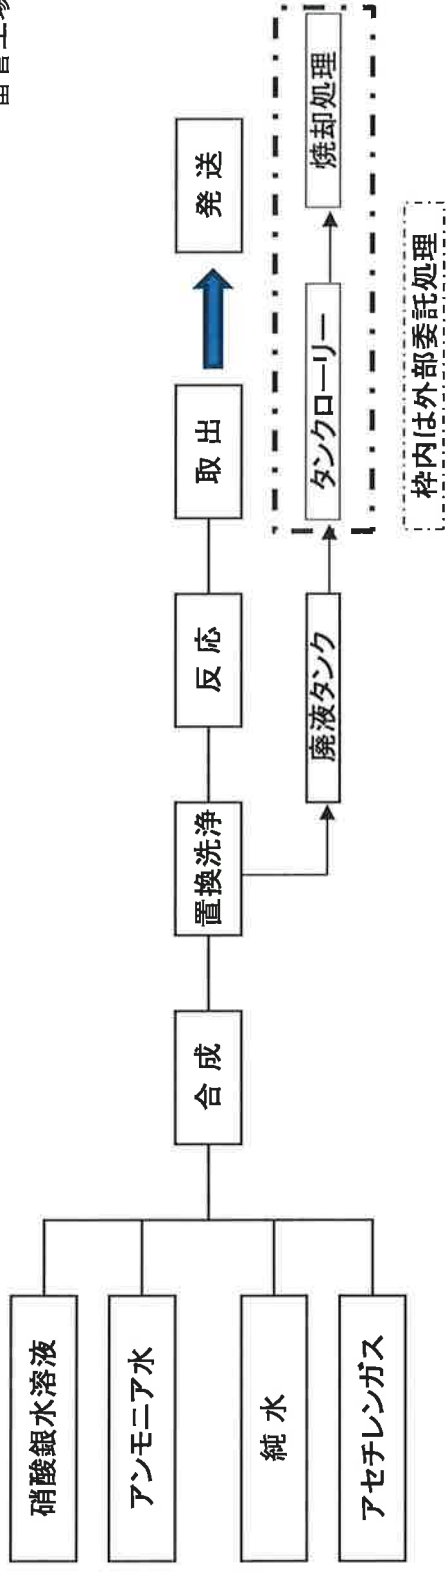 硝酸銀水溶液
アンモニア水
純水
アセチレンガス
合成
置換洗浄
反応
取出
発送
廃液タンク
タンクローリー
焼却処理
枠内は外部委託処理